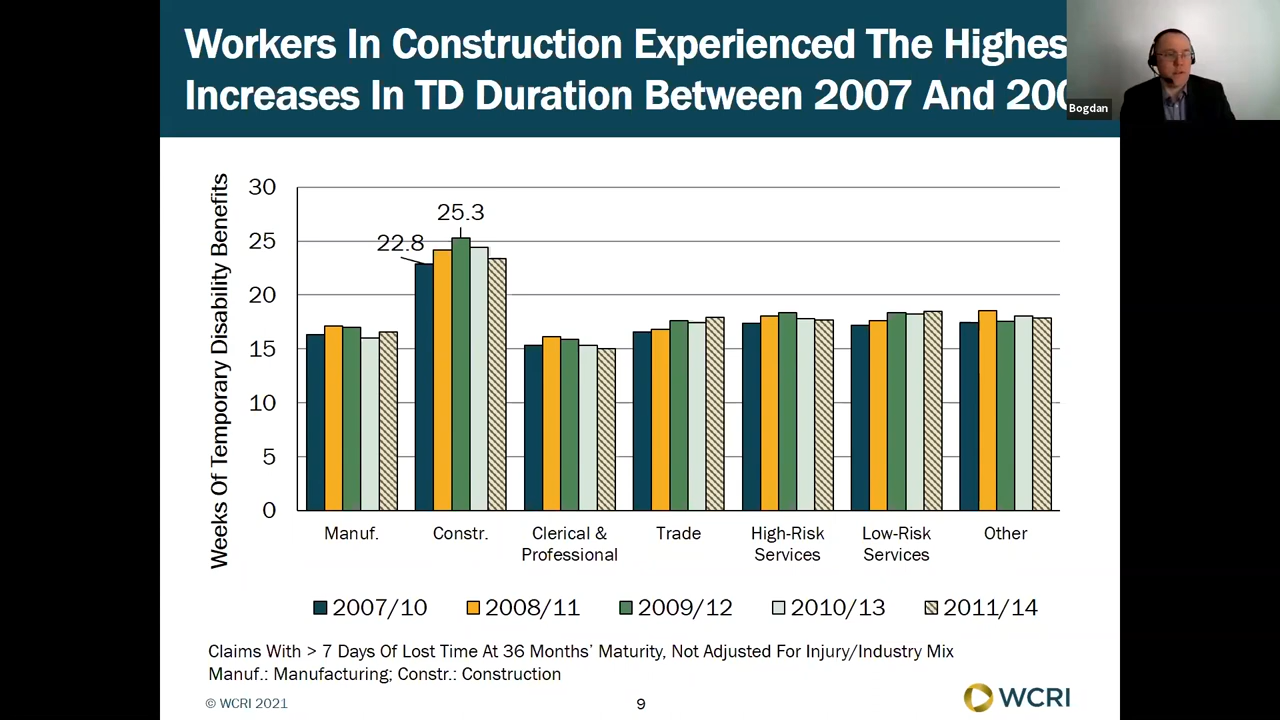 Workers In Construction Experienced The Highes
Increases In TD Duration Between 2007 And
Bogdan
Weeks Of Temporary Disability Benefits
30
25
20
15
10
5
0
22.8
25.3
Manuf.
Constr.
Clerical &
Professional
Trade
High-Risk
Services
Low-Risk
Services
Other
2007/10
2008/11
2009/12
2010/13
2011/14
Claims With > 7 Days Of Lost Time At 36 Months’ Maturity, Not Adjusted For Injury/Industry Mix
Manuf.: Manufacturing; Constr.: Construction
© WCRI 2021
9
WCRI